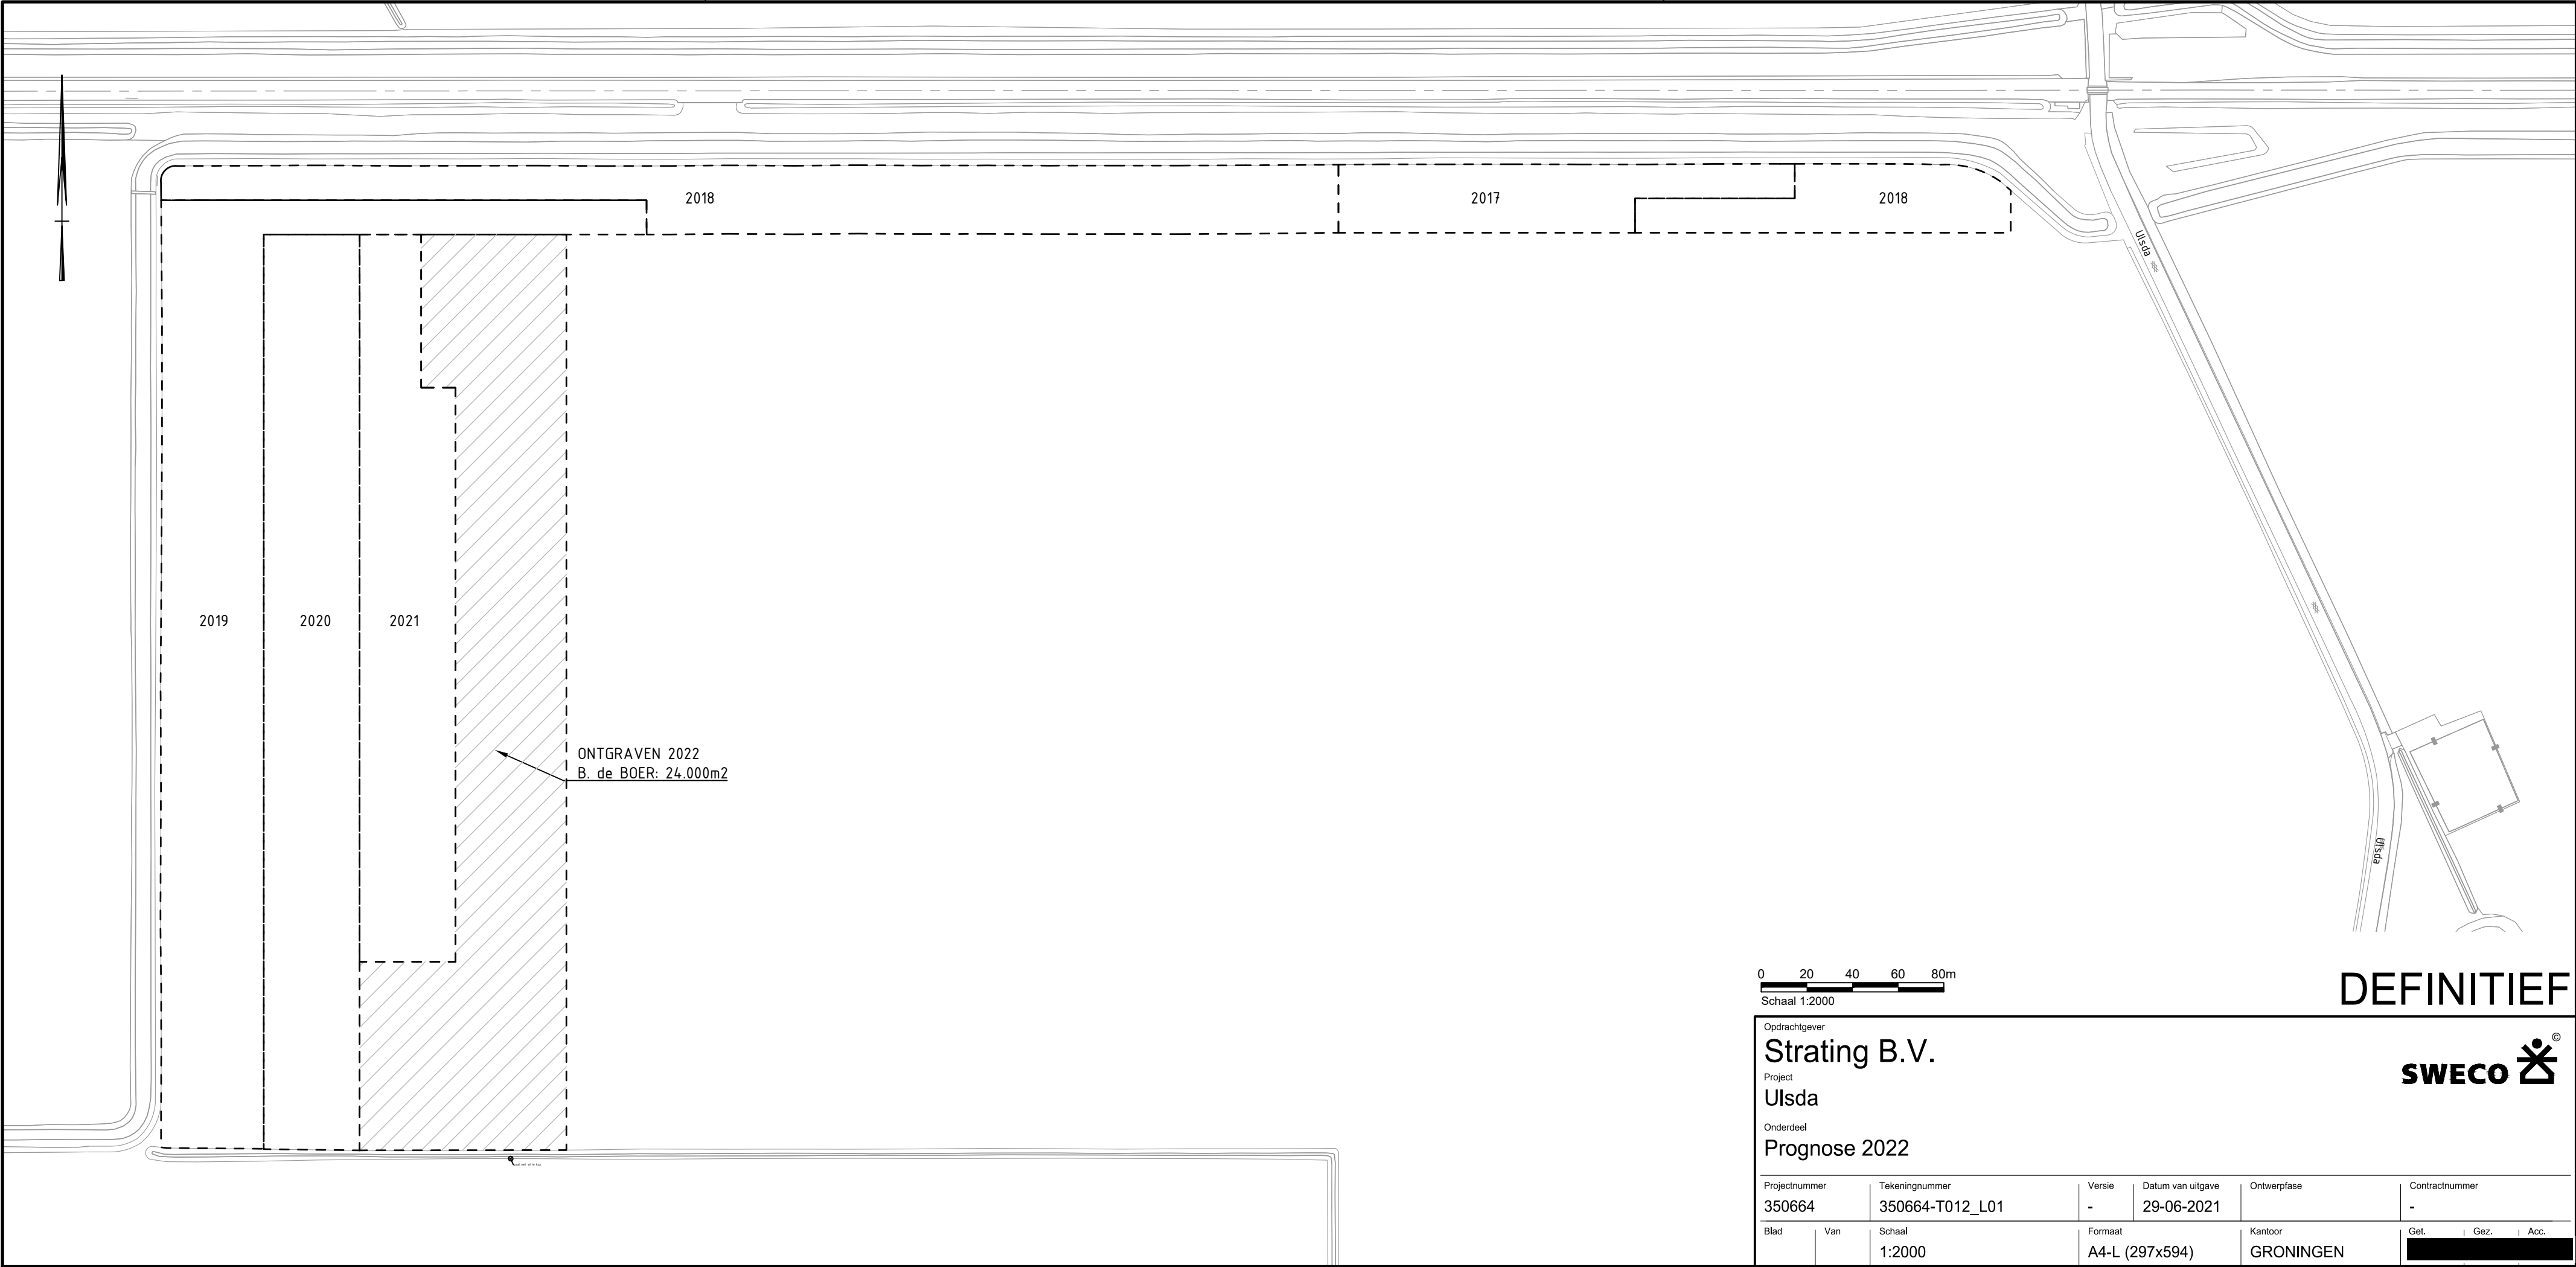 2018
2017
2018
Ulsda
2019
2020
2021
ONTGRAVEN 2022
B. de BOER: 24.000m2
Ulsda
0 20 40 60 80m
Schaal 1:2000
DEFINITIEF
Opdrachtgever
Strating B.V.
SWECO ©
Project
Ulsda
Onderdeel
Prognose 2022
Projectnummer Tekeningnummer Versie Datum van uitgave Ontwerpfase Contractnummer
350664 350664-T012_L01 - 29-06-2021 -
Blad Van Schaal Formaat Kantoor Get. Gez. Acc.
1:2000 A4-L (297x594) GRONINGEN